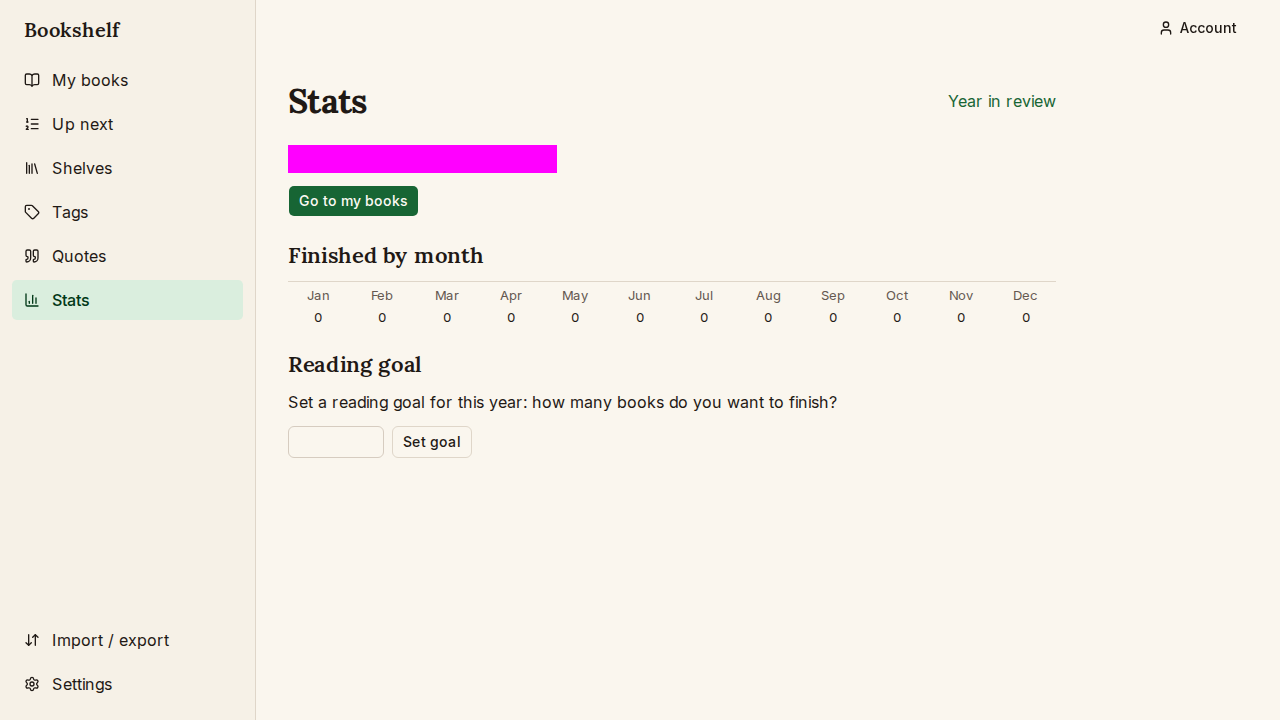 Bookshelf
My books
Up next
Shelves
Tags
Quotes
Stats
Import / export
Settings
Account
Stats
Year in review
Go to my books
Finished by month
Jan Feb Mar Apr May Jun Jul Aug Sep Oct Nov Dec
0 0 0 0 0 0 0 0 0 0 0 0
Reading goal
Set a reading goal for this year: how many books do you want to finish?
Set goal